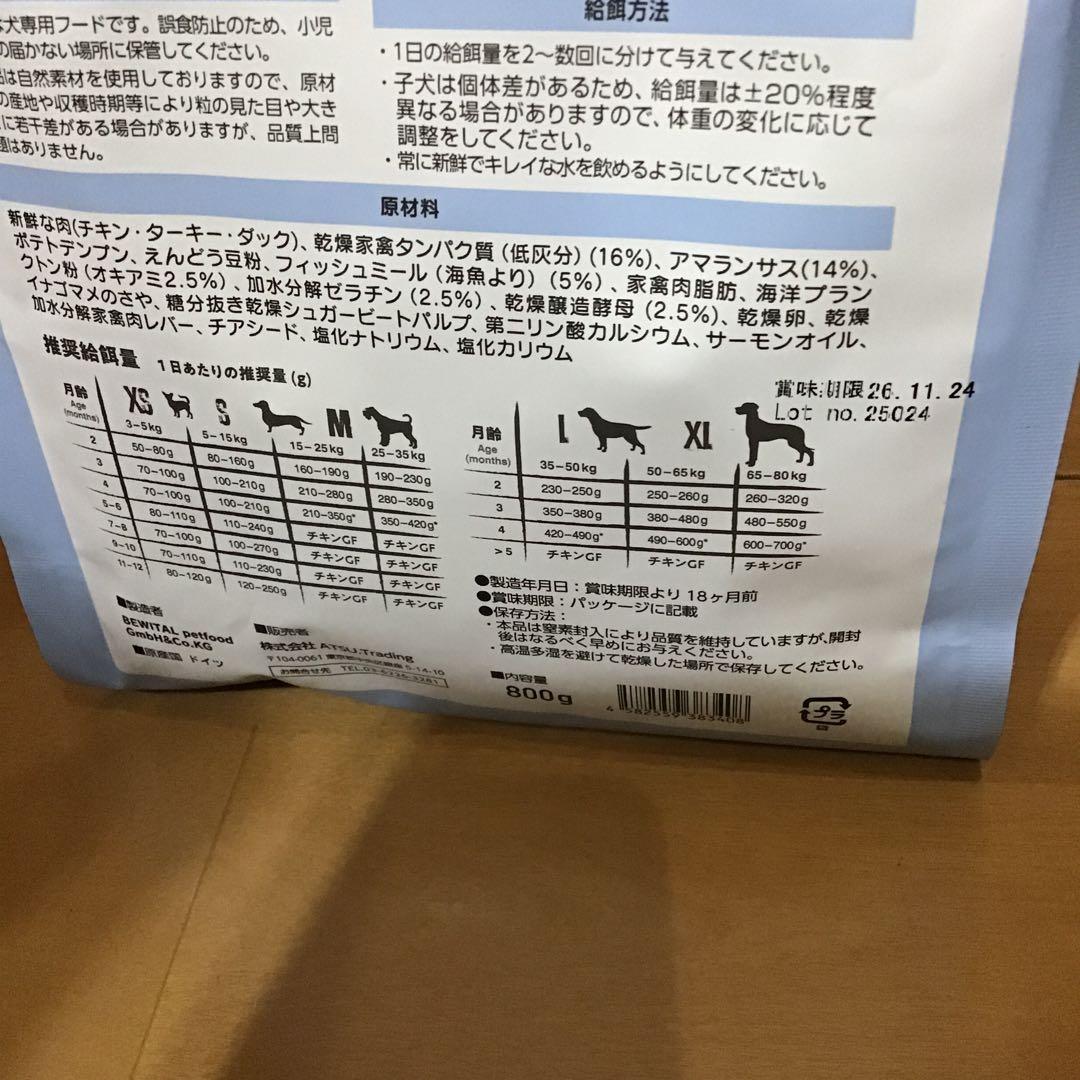 犬専用フードです。誤食防止のため、小児
の届かない場所に保管してください。
は自然素材を使用しておりますので、原材
の産地や収穫時期等により粒の見た目や大き
に若干差がある場合がありますが、品質上問
題はありません。
給餌方法
・1日の給餌量を2〜数回に分けて与えてください。
・子犬は個体差があるため、給餌量は±20%程度
異なる場合がありますので、体重の変化に応じて
調整をしてください。
・常に新鮮でキレイな水を飲めるようにしてください。
原材料
新鮮な肉(チキン・ターキー・ダック)、乾燥家禽タンパク質(低灰分)(16%)、アマランサス(14%)、
ポテトデンプン、えんどう豆粉、フィッシュミール(海魚より)(5%)、家禽肉脂肪、海洋プラン
クトン粉(オキアミ2.5%)、加水分解ゼラチン(2.5%)、乾燥醸造酵母(2.5%)、乾燥卵、乾燥
イナゴマメのさや、糖分抜き乾燥シュガービートパルプ、第二リン酸カルシウム、サーモンオイル、
加水分解家禽肉レバー、チアシード、塩化ナトリウム、塩化カリウム
推奨給餌量 1日あたりの推奨量(g)
月齢 Age (months) XS S M
3-5kg 5-15kg 15-25kg 25-35kg
2 50-80g 80-160g 160-190g 190-230g
3 70-100g 100-210g 210-280g 280-350g
4 70-100g 100-210g 210-350g* 350-420g*
5-6 80-110g 110-240g チキンGF チキンGF
7-8 70-100g 100-270g チキンGF チキンGF
9-10 70-110g 110-230g チキンGF チキンGF
11-12 80-120g 120-250g チキンGF チキンGF
賞味期限 26. 11. 24
Lot no. 25024
月齢 Age (months) L XL
35-50kg 50-65kg 65-80kg
2 230-250g 250-260g 260-320g
3 350-380g 380-480g 480-550g
4 420-490g* 490-600g* 600-700g*
>5 チキンGF チキンGF チキンGF
●製造年月日:賞味期限より18ヶ月前
●賞味期限:パッケージに記載
●保存方法:
・本品は窒素封入により品質を維持していますが、開封
後はなるべく早めにお与えください。
・高温多湿を避けて乾燥した場所で保存してください。
■製造者
BEWITAL petfood
GmbH&Co.KG
■原産国 ドイツ
■販売者
株式会社 ATSU.Trading
〒104-0061 東京都中央区銀座5-14-10
お問合せ先 TEL.03-6226-3281
■内容量
800g
4 582559 383408
プラ